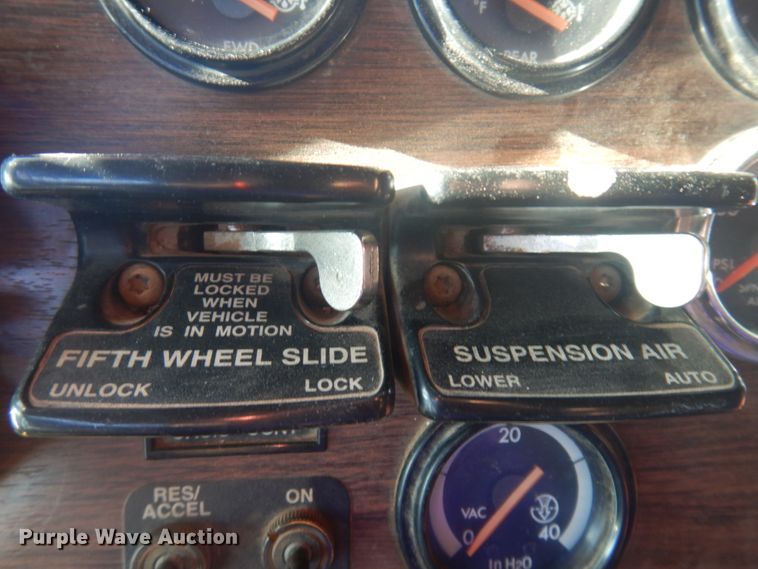 FWD
°F
REAR
MUST BE
LOCKED
WHEN
VEHICLE
IS IN MOTION
FIFTH WHEEL SLIDE
UNLOCK LOCK
SUSPENSION AIR
LOWER AUTO
PSI
20
VAC
0 40
In H2O
RES/
ACCEL
ON
Purple Wave Auction